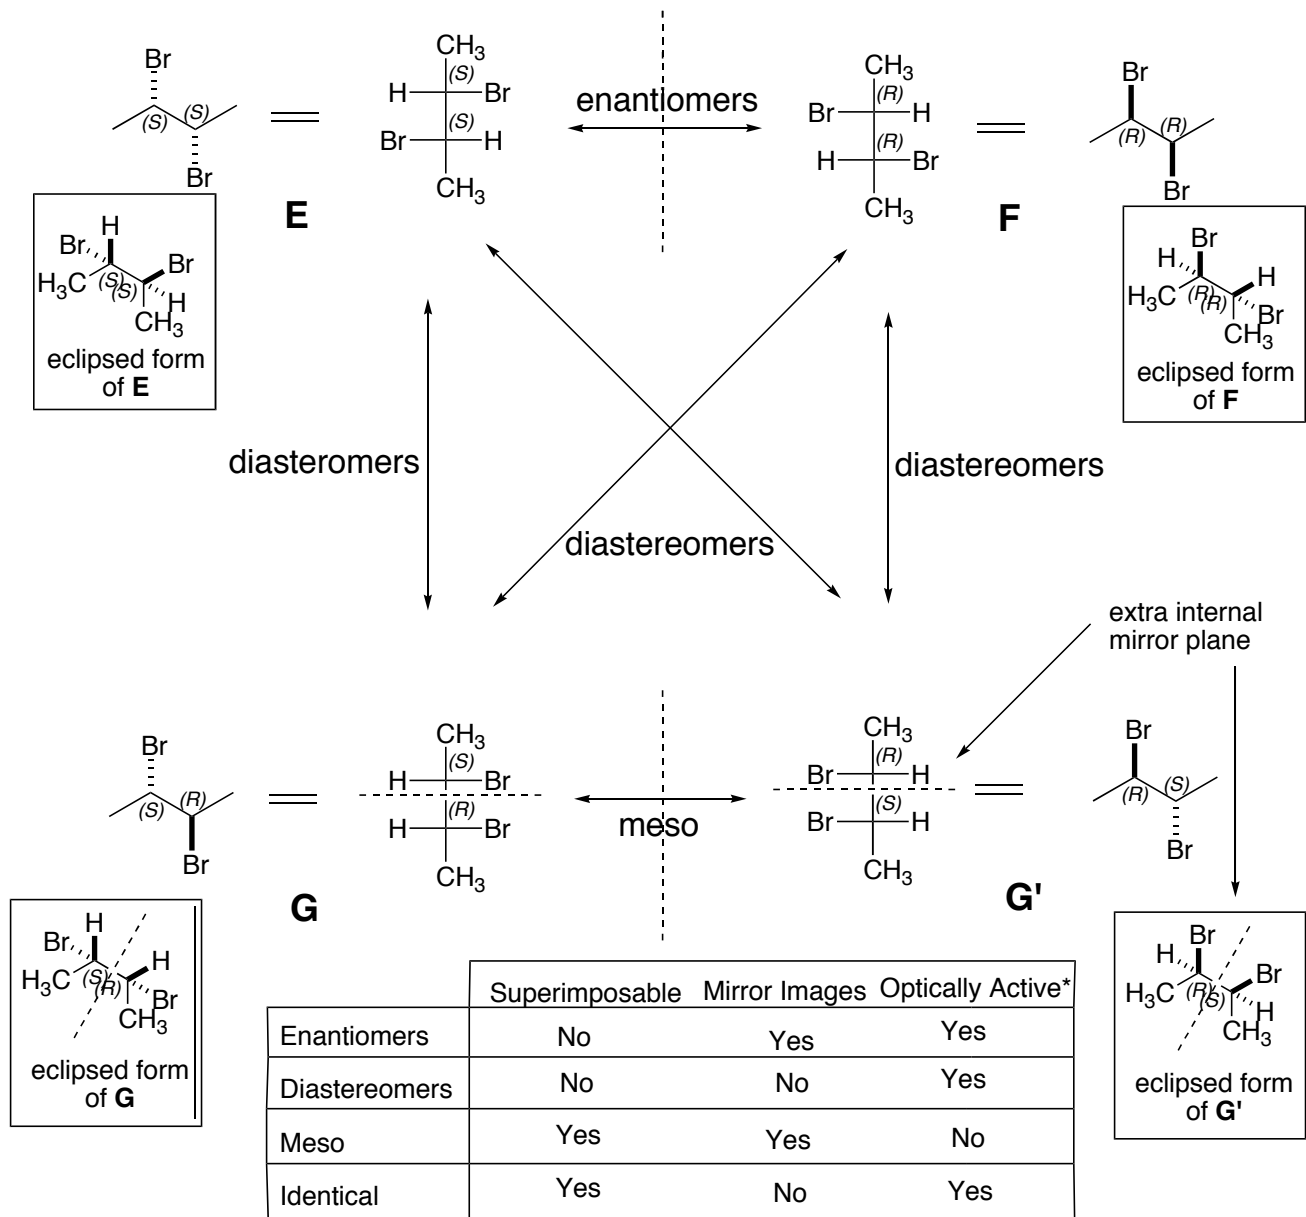 Br
(S)
(S)
Br
CH3
(S)
H
Br
(S)
Br
H
CH3
enantiomers
CH3
(R)
Br
H
(R)
H
Br
CH3
Br
(R)
(R)
Br
E
F
H
Br
Br
H3C
(S)
(S)
H
CH3
eclipsed form
of E
Br
H
H
H3C
(R)
(R)
Br
CH3
eclipsed form
of F
diasteromers
diastereomers
diastereomers
extra internal
mirror plane
Br
(S)
(R)
Br
CH3
(S)
H
Br
(R)
H
Br
CH3
meso
CH3
(R)
Br
H
(S)
Br
H
CH3
Br
(S)
(R)
Br
G
G'
H
Br
H
H3C
(S)
(R)
Br
CH3
eclipsed form
of G
Br
H
Br
H3C
(R)
(S)
H
CH3
eclipsed form
of G'
Superimposable Mirror Images Optically Active*
Enantiomers No Yes Yes
Diastereomers No No Yes
Meso Yes Yes No
Identical Yes No Yes